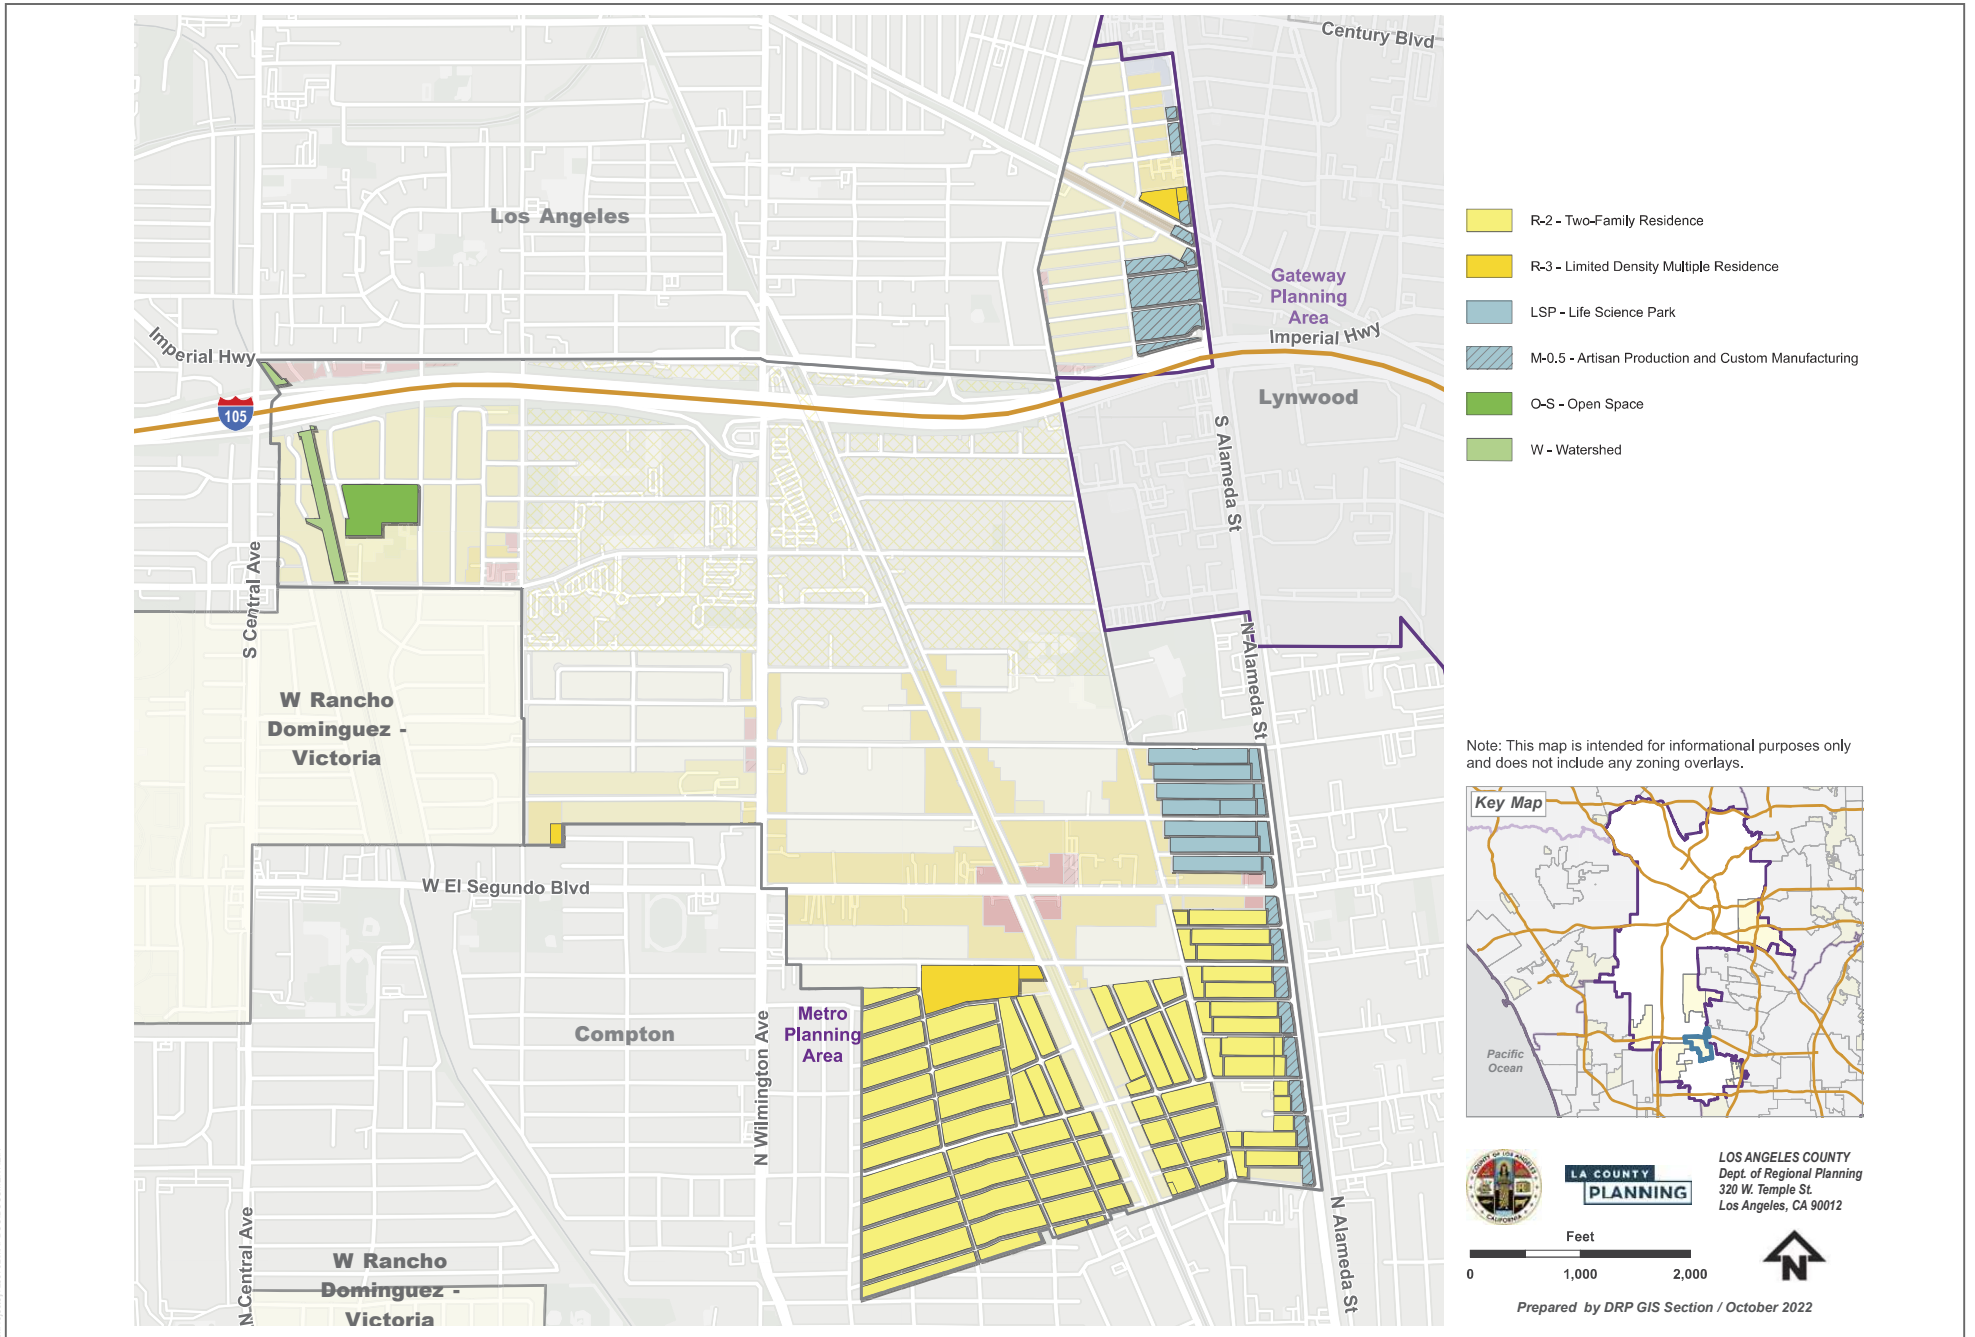 Century Blvd
Los Angeles
Gateway
Planning
Area
Imperial Hwy
Imperial Hwy
105
Lynwood
S Alameda St
S Central Ave
N Alameda St
W Rancho
Dominguez -
Victoria
W El Segundo Blvd
Metro
Planning
Area
Compton
N Wilmington Ave
N Central Ave
N Alameda St
W Rancho
Dominguez -
Victoria
R-2 - Two-Family Residence
R-3 - Limited Density Multiple Residence
LSP - Life Science Park
M-0.5 - Artisan Production and Custom Manufacturing
O-S - Open Space
W - Watershed
Note: This map is intended for informational purposes only
and does not include any zoning overlays.
Key Map
Pacific
Ocean
COUNTY OF LOS ANGELES
CALIFORNIA
LA COUNTY
PLANNING
LOS ANGELES COUNTY
Dept. of Regional Planning
320 W. Temple St.
Los Angeles, CA 90012
Feet
0 1,000 2,000
N
Prepared by DRP GIS Section / October 2022